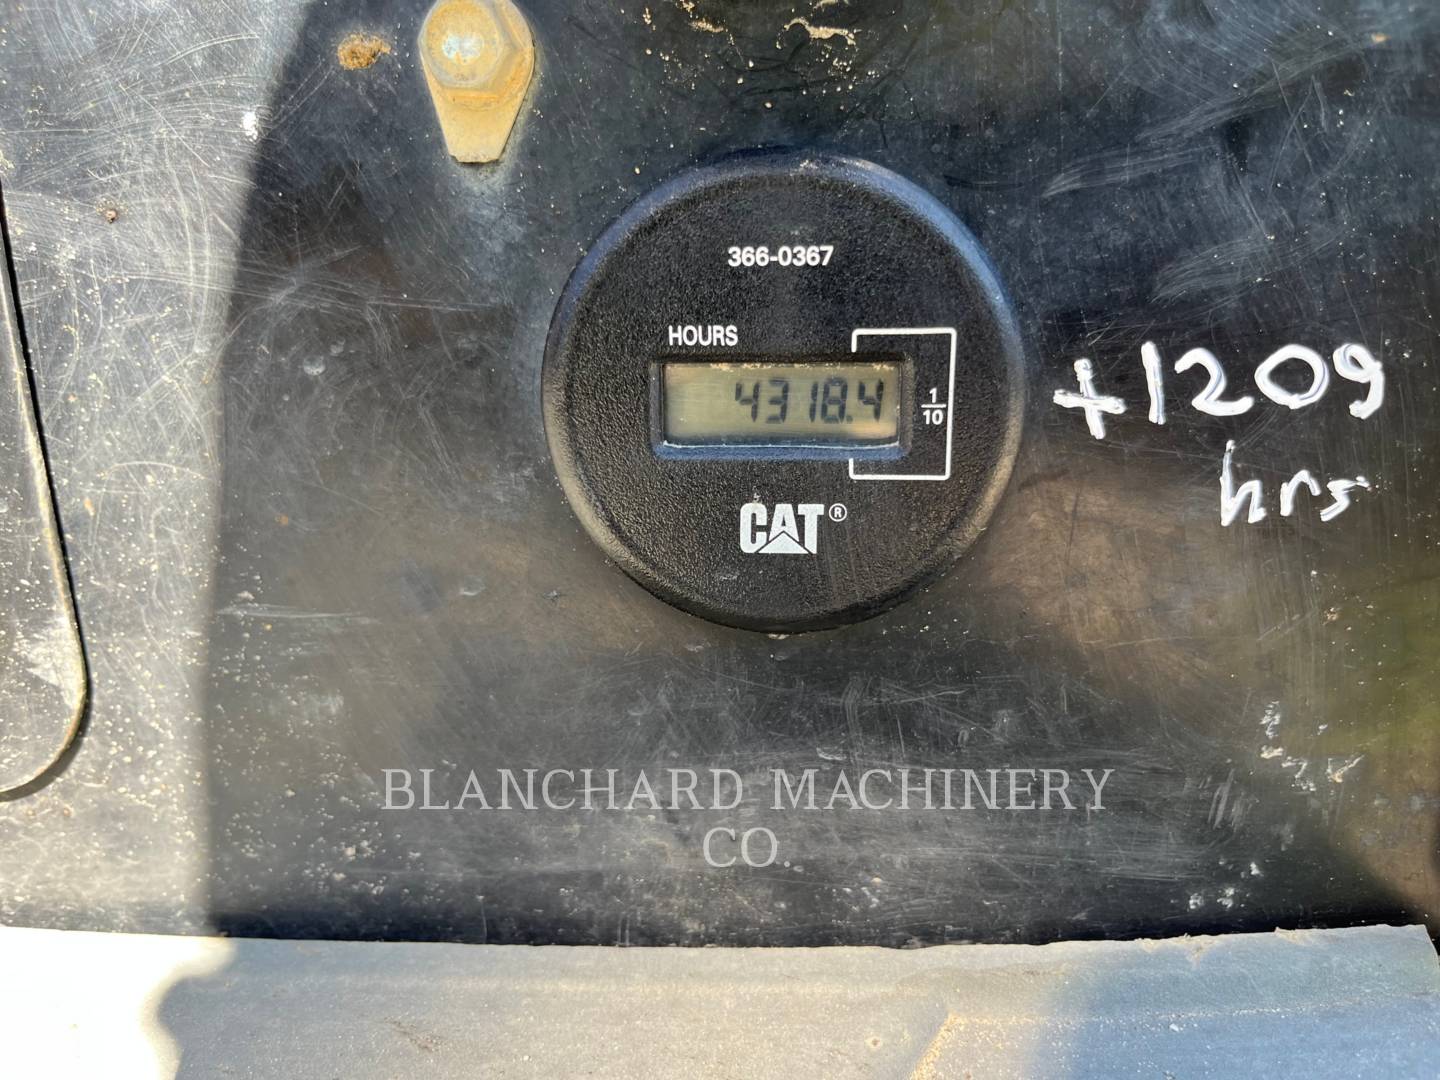 366-0367
HOURS
4318.4
1/10
CAT®
+1209
hrs
BLANCHARD MACHINERY
CO.